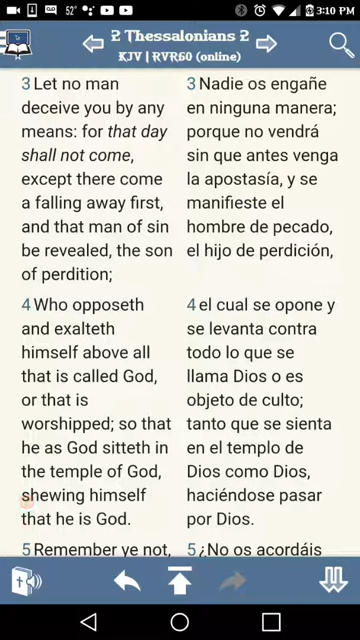 52° 3:10 PM
2 Thessalonians 2
KJV | RVR60 (online)
3 Let no man
deceive you by any
means: for that day
shall not come,
except there come
a falling away first,
and that man of sin
be revealed, the son
of perdition;
4 Who opposeth
and exalteth
himself above all
that is called God,
or that is
worshipped; so that
he as God sitteth in
the temple of God,
shewing himself
that he is God.
5 Remember ye not,
3 Nadie os engañe
en ninguna manera;
porque no vendrá
sin que antes venga
la apostasía, y se
manifieste el
hombre de pecado,
el hijo de perdición,
4 el cual se opone y
se levanta contra
todo lo que se
llama Dios o es
objeto de culto;
tanto que se sienta
en el templo de
Dios como Dios,
haciéndose pasar
por Dios.
5 ¿No os acordáis